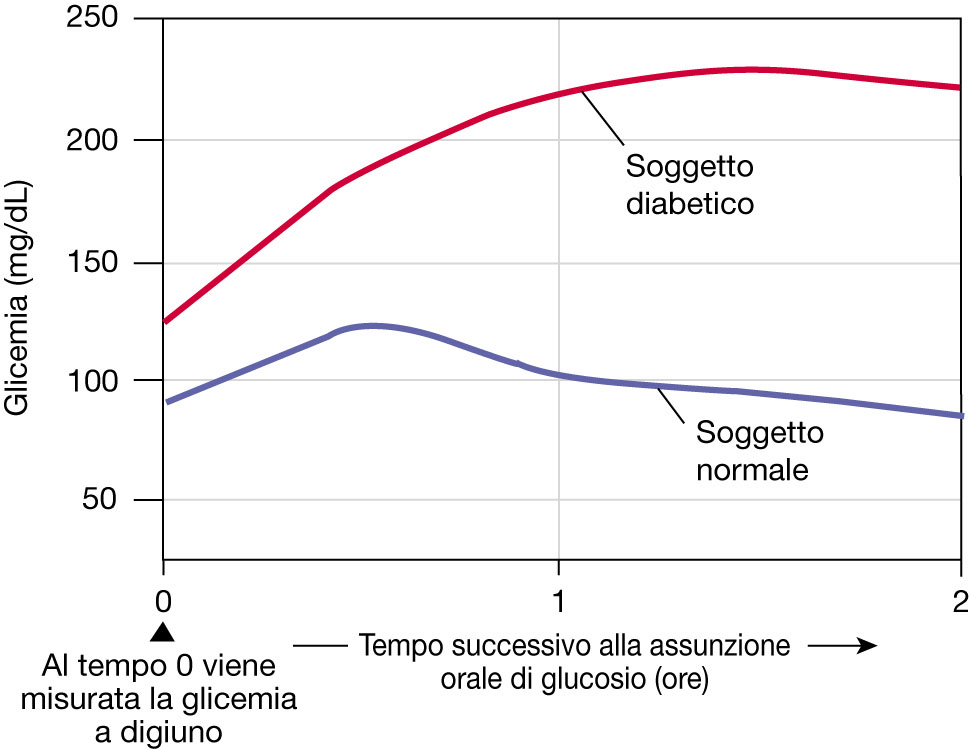 250
200
150
100
50
Glicemia (mg/dL)
Soggetto
diabetico
Soggetto
normale
0
1
2
Al tempo 0 viene
misurata la glicemia
a digiuno
Tempo successivo alla assunzione
orale di glucosio (ore)